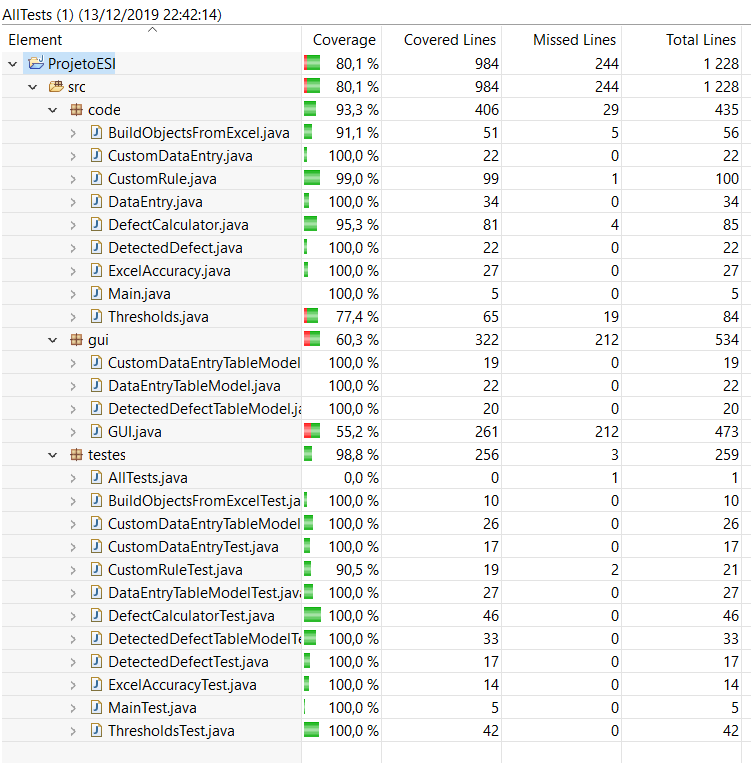 AllTests (1) (13/12/2019 22:42:14)
Element Coverage Covered Lines Missed Lines Total Lines
ProjetoESI 80,1 % 984 244 1 228
src 80,1 % 984 244 1 228
code 93,3 % 406 29 435
BuildObjectsFromExcel.java 91,1 % 51 5 56
CustomDataEntry.java 100,0 % 22 0 22
CustomRule.java 99,0 % 99 1 100
DataEntry.java 100,0 % 34 0 34
DefectCalculator.java 95,3 % 81 4 85
DetectedDefect.java 100,0 % 22 0 22
ExcelAccuracy.java 100,0 % 27 0 27
Main.java 100,0 % 5 0 5
Thresholds.java 77,4 % 65 19 84
gui 60,3 % 322 212 534
CustomDataEntryTableModel 100,0 % 19 0 19
DataEntryTableModel.java 100,0 % 22 0 22
DetectedDefectTableModel.ja 100,0 % 20 0 20
GUI.java 55,2 % 261 212 473
testes 98,8 % 256 3 259
AllTests.java 0,0 % 0 1 1
BuildObjectsFromExcelTest.ja 100,0 % 10 0 10
CustomDataEntryTableModel 100,0 % 26 0 26
CustomDataEntryTest.java 100,0 % 17 0 17
CustomRuleTest.java 90,5 % 19 2 21
DataEntryTableModelTest.java 100,0 % 27 0 27
DefectCalculatorTest.java 100,0 % 46 0 46
DetectedDefectTableModelTe 100,0 % 33 0 33
DetectedDefectTest.java 100,0 % 17 0 17
ExcelAccuracyTest.java 100,0 % 14 0 14
MainTest.java 100,0 % 5 0 5
ThresholdsTest.java 100,0 % 42 0 42